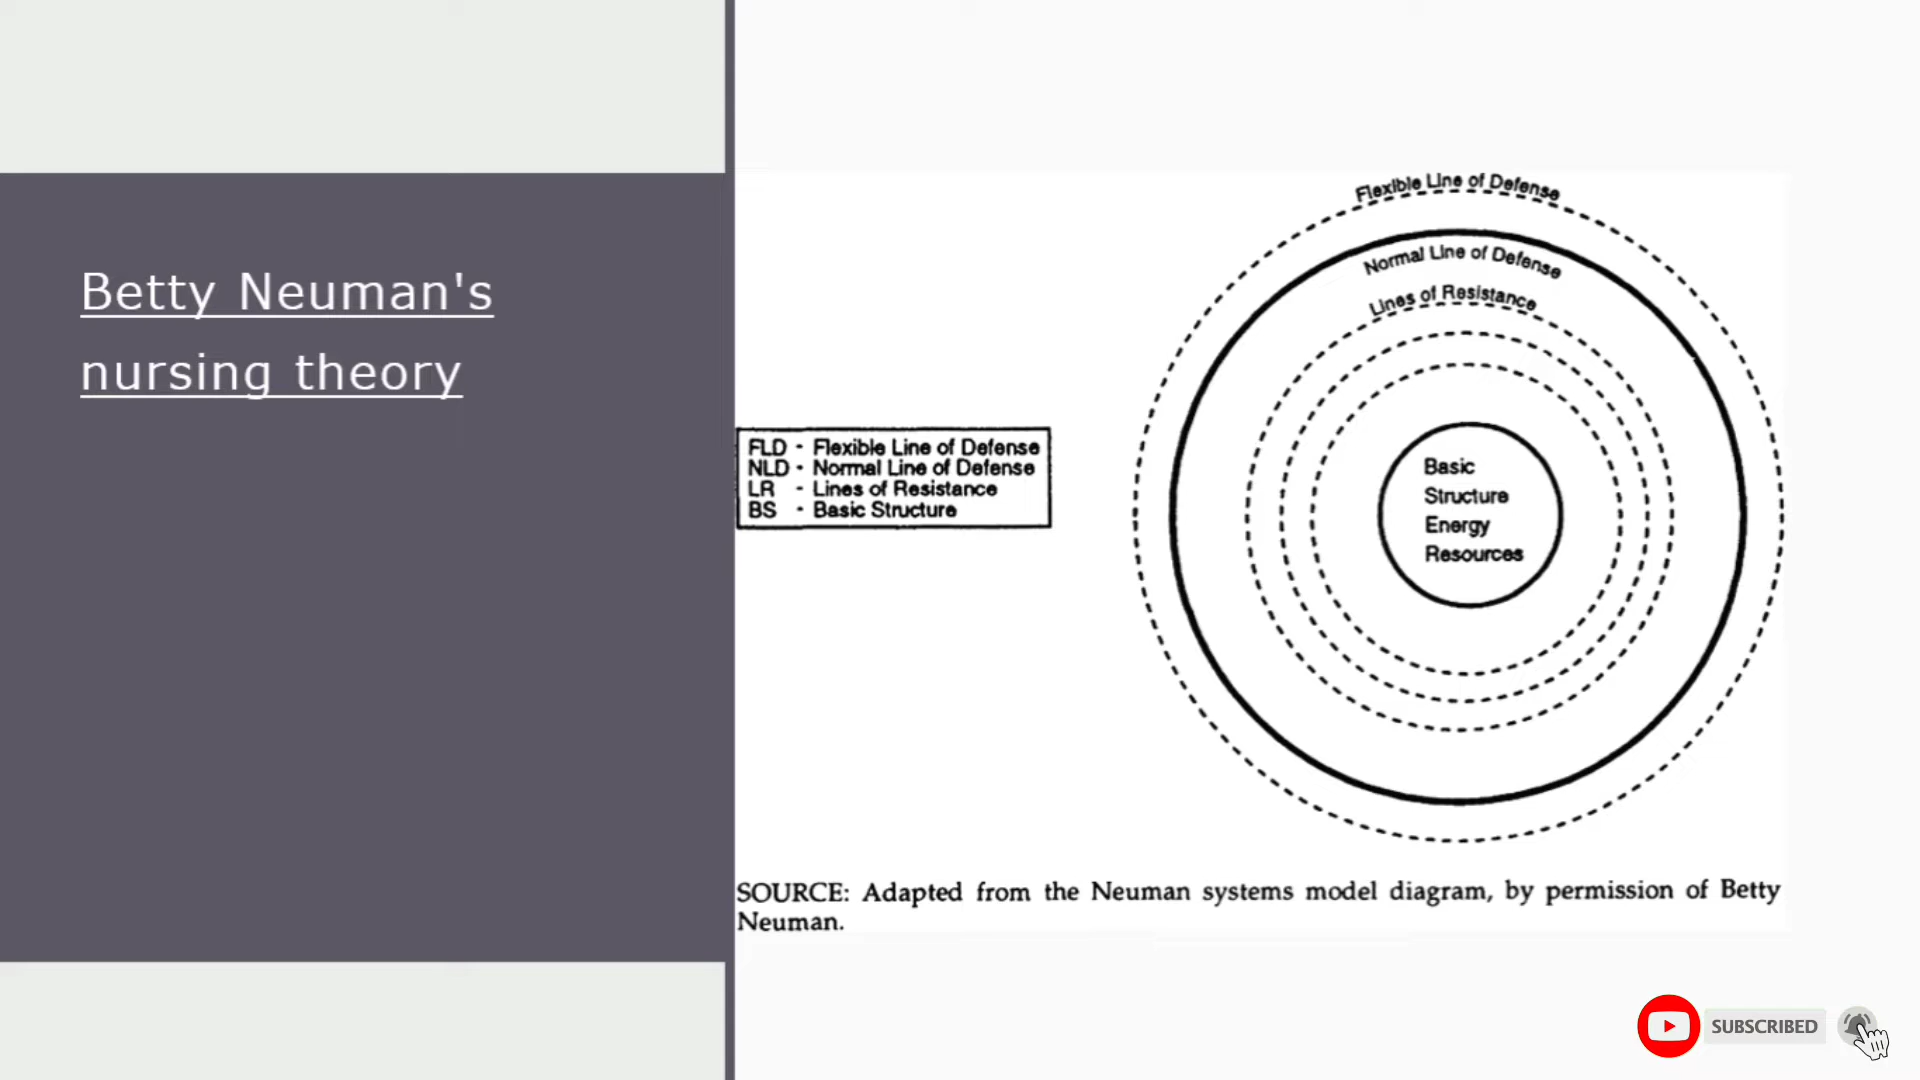 Betty Neuman's
nursing theory
FLD - Flexible Line of Defense
NLD - Normal Line of Defense
LR - Lines of Resistance
BS - Basic Structure
Flexible Line of Defense
Normal Line of Defense
Lines of Resistance
Basic
Structure
Energy
Resources
SOURCE: Adapted from the Neuman systems model diagram, by permission of Betty
Neuman.
SUBSCRIBED